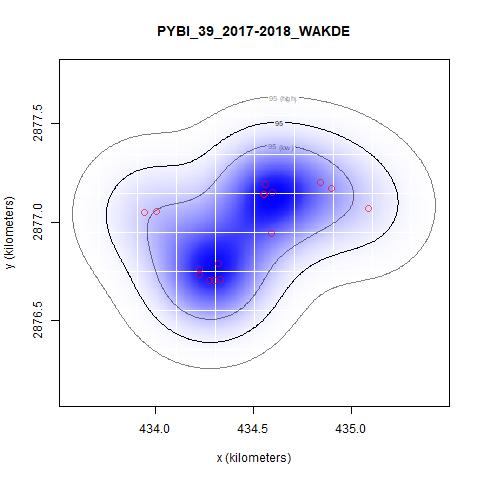 PYBI_39_2017-2018_WAKDE
95 (high)
95
95 (low)
2877.5
2877.0
2876.5
y (kilometers)
434.0 434.5 435.0
x (kilometers)